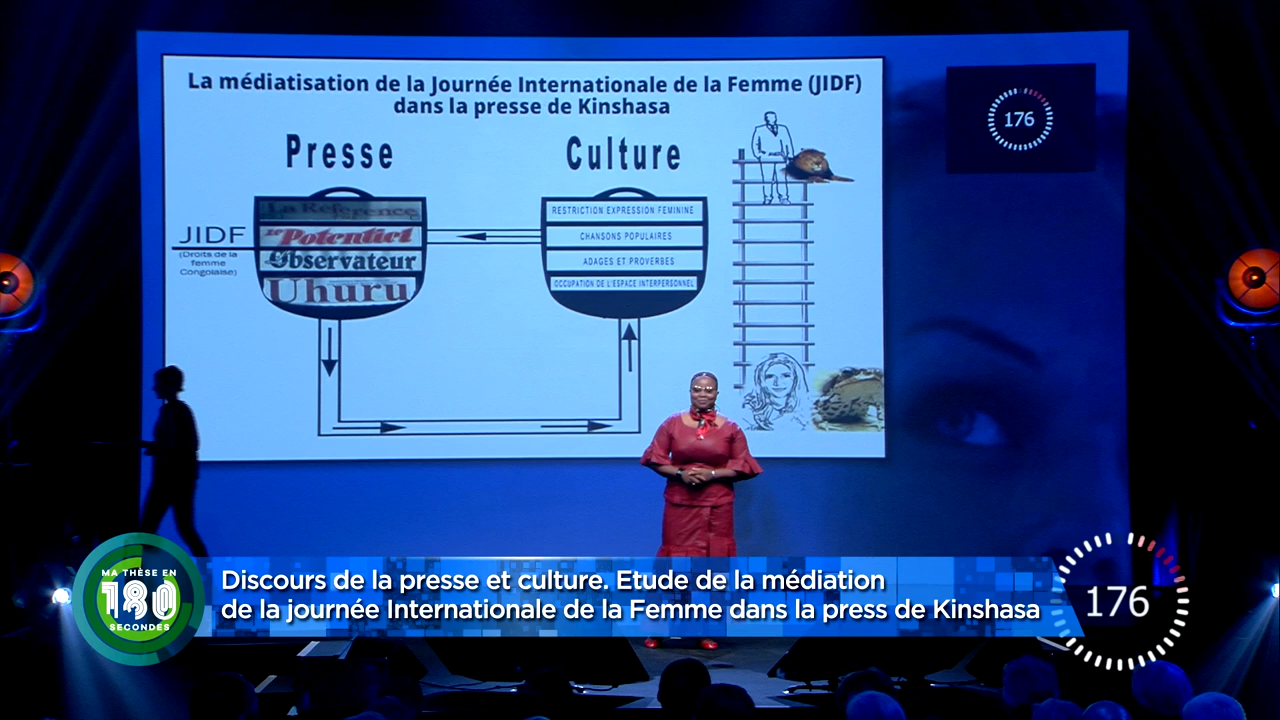 La médiatisation de la Journée Internationale de la Femme (JIDF)
dans la presse de Kinshasa
176
Presse
Culture
La Référence
Le Potentiel
Observateur
Uhuru
JIDF
(Droits de la
femme
Congolaise)
RESTRICTION EXPRESSION FEMININE
CHANSONS POPULAIRES
ADAGES ET PROVERBES
OCCUPATION DE L'ESPACE INTERPERSONNEL
MA THÈSE EN
180
SECONDES
Discours de la presse et culture. Etude de la médiation
de la journée Internationale de la Femme dans la press de Kinshasa
176